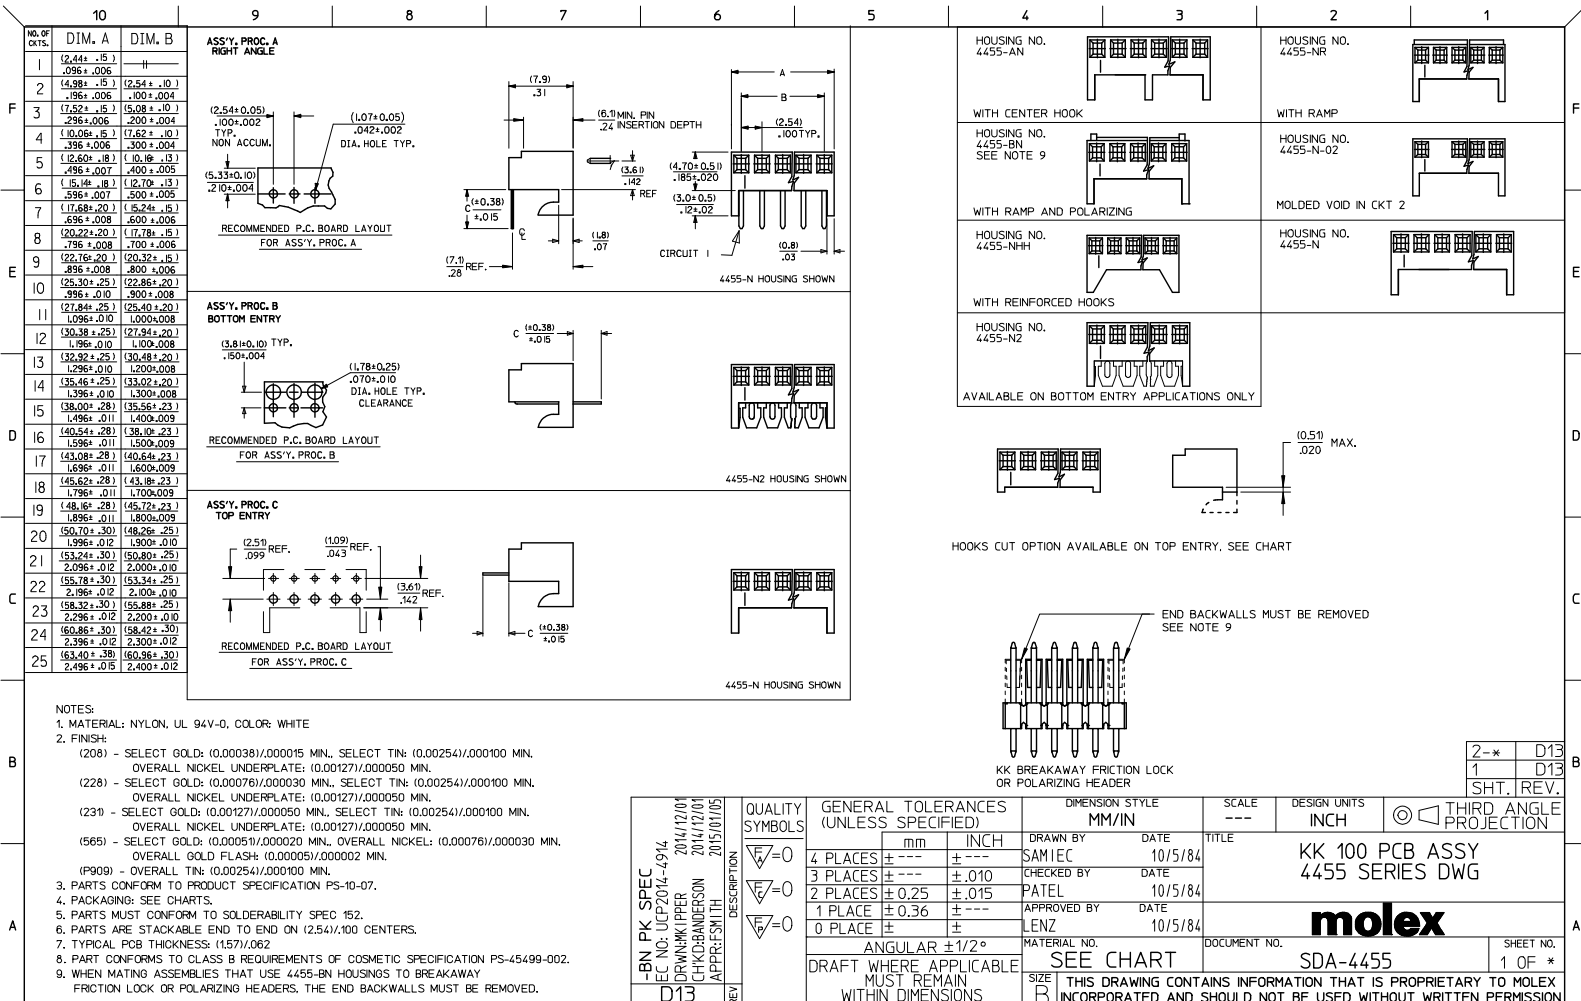 10 9 8 7 6 5 4 3 2 1
F E D C B A
NO. OF CKTS. DIM. A DIM. B
1 (2.44± .15) .096± .006 -#-
2 (4.98± .15) .196± .006 (2.54± .10) .100±.004
3 (7.52± .15) .296±.006 (5.08± .10) .200 ±.004
4 (10.06±.15) .396 ±.006 (7.62± .10) .300 ±.004
5 (12.60± .18) .496 ±.007 (10.16± .13) .400 ±.005
6 (15.14± .18) .596±.007 (12.70± .13) .500 ±.005
7 (17.68±.20) .696 ±.008 (15.24± .15) .600 ±.006
8 (20.22±.20) .796 ±.008 (17.78± .15) .700 ±.006
9 (22.76±.20) .896 ±.008 (20.32± .15) .800 ±.006
10 (25.30±.25) .996± .010 (22.86±.20) .900±.008
11 (27.84±.25) 1.096±.010 (25.40±.20) 1.000±.008
12 (30.38±.25) 1.196±.010 (27.94±.20) 1.100±.008
13 (32.92±.25) 1.296±.010 (30.48±.20) 1.200±.008
14 (35.46±.25) 1.396±.010 (33.02±.20) 1.300±.008
15 (38.00±.28) 1.496±.011 (35.56±.23) 1.400±.009
16 (40.54±.28) 1.596±.011 (38.10±.23) 1.500±.009
17 (43.08±.28) 1.696±.011 (40.64±.23) 1.600±.009
18 (45.62±.28) 1.796±.011 (43.18±.23) 1.700±.009
19 (48.16±.28) 1.896±.011 (45.72±.23) 1.800±.009
20 (50.70±.30) 1.996±.012 (48.26±.25) 1.900±.010
21 (53.24±.30) 2.096±.012 (50.80±.25) 2.000±.010
22 (55.78±.30) 2.196±.012 (53.34±.25) 2.100±.010
23 (58.32±.30) 2.296±.012 (55.88±.25) 2.200±.010
24 (60.86±.30) 2.396±.012 (58.42±.30) 2.300±.012
25 (63.40±.38) 2.496±.015 (60.96±.30) 2.400±.012
ASS'Y. PROC. A
RIGHT ANGLE
(2.54±0.05)
.100±.002
TYP.
NON ACCUM.
(1.07±0.05)
.042±.002
DIA. HOLE TYP.
(5.33±0.10)
.210±.004
RECOMMENDED P.C. BOARD LAYOUT
FOR ASS'Y. PROC. A
(7.9)
.31
(6.1) MIN. PIN
.24 INSERTION DEPTH
(3.61)
.142
REF
C (±0.38)
±.015
℄
(1.8)
.07
(7.1)
.28 REF.
A
B
(2.54)
.100 TYP.
(4.70±0.51)
.185±.020
(3.0±0.5)
.12±.02
CIRCUIT 1
(0.8)
.03
4455-N HOUSING SHOWN
ASS'Y. PROC. B
BOTTOM ENTRY
(3.81±0.10) TYP.
.150±.004
(1.78±0.25)
.070±.010
DIA. HOLE TYP.
CLEARANCE
RECOMMENDED P.C. BOARD LAYOUT
FOR ASS'Y. PROC. B
C (±0.38)
±.015
4455-N2 HOUSING SHOWN
ASS'Y. PROC. C
TOP ENTRY
(2.51)
.099 REF.
(1.09)
.043 REF.
(3.61)
.142 REF.
RECOMMENDED P.C. BOARD LAYOUT
FOR ASS'Y. PROC. C
C (±0.38)
±.015
4455-N HOUSING SHOWN
HOUSING NO.
4455-AN
WITH CENTER HOOK
HOUSING NO.
4455-NR
WITH RAMP
HOUSING NO.
4455-BN
SEE NOTE 9
WITH RAMP AND POLARIZING
HOUSING NO.
4455-N-02
MOLDED VOID IN CKT 2
HOUSING NO.
4455-NHH
WITH REINFORCED HOOKS
HOUSING NO.
4455-N
HOUSING NO.
4455-N2
AVAILABLE ON BOTTOM ENTRY APPLICATIONS ONLY
(0.51)
.020 MAX.
HOOKS CUT OPTION AVAILABLE ON TOP ENTRY, SEE CHART
END BACKWALLS MUST BE REMOVED
SEE NOTE 9
KK BREAKAWAY FRICTION LOCK
OR POLARIZING HEADER
NOTES:
1. MATERIAL: NYLON, UL 94V-0, COLOR: WHITE
2. FINISH:
(208) - SELECT GOLD: (0.00038)/.000015 MIN., SELECT TIN: (0.00254)/.000100 MIN.
OVERALL NICKEL UNDERPLATE: (0.00127)/.000050 MIN.
(228) - SELECT GOLD: (0.00076)/.000030 MIN., SELECT TIN: (0.00254)/.000100 MIN.
OVERALL NICKEL UNDERPLATE: (0.00127)/.000050 MIN.
(231) - SELECT GOLD: (0.00127)/.000050 MIN., SELECT TIN: (0.00254)/.000100 MIN.
OVERALL NICKEL UNDERPLATE: (0.00127)/.000050 MIN.
(565) - SELECT GOLD: (0.00051)/.000020 MIN., OVERALL NICKEL: (0.00076)/.000030 MIN.
OVERALL GOLD FLASH: (0.00005)/.000002 MIN.
(P909) - OVERALL TIN: (0.00254)/.000100 MIN.
3. PARTS CONFORM TO PRODUCT SPECIFICATION PS-10-07.
4. PACKAGING: SEE CHARTS.
5. PARTS MUST CONFORM TO SOLDERABILITY SPEC 152.
6. PARTS ARE STACKABLE END TO END ON (2.54)/.100 CENTERS.
7. TYPICAL PCB THICKNESS: (1.57)/.062
8. PART CONFORMS TO CLASS B REQUIREMENTS OF COSMETIC SPECIFICATION PS-45499-002.
9. WHEN MATING ASSEMBLIES THAT USE 4455-BN HOUSINGS TO BREAKAWAY
FRICTION LOCK OR POLARIZING HEADERS, THE END BACKWALLS MUST BE REMOVED.
2-* D13
1 D13
SHT. REV.
-BN PK SPEC
EC NO: UCP2014-4914
DRWN:MKIPPER 2014/12/01
CH'KD:BANDERSON 2014/12/01
APPR:FSMITH 2015/01/05
DESCRIPTION
D13
REV
QUALITY SYMBOLS
F A =0
F C =0
F P =0
GENERAL TOLERANCES
(UNLESS SPECIFIED)
mm INCH
4 PLACES ± --- ± ---
3 PLACES ± --- ± .010
2 PLACES ± 0.25 ± .015
1 PLACE ± 0.36 ± ---
0 PLACE ± ±
ANGULAR ±1/2°
DRAFT WHERE APPLICABLE
MUST REMAIN
WITHIN DIMENSIONS
DIMENSION STYLE
MM/IN
SCALE
---
DESIGN UNITS
INCH
THIRD ANGLE
PROJECTION
DRAWN BY DATE
SAMIEC 10/5/84
CHECKED BY DATE
PATEL 10/5/84
APPROVED BY DATE
LENZ 10/5/84
TITLE
KK 100 PCB ASSY
4455 SERIES DWG
molex
MATERIAL NO.
SEE CHART
DOCUMENT NO.
SDA-4455
SHEET NO.
1 OF *
SIZE
B
THIS DRAWING CONTAINS INFORMATION THAT IS PROPRIETARY TO MOLEX
INCORPORATED AND SHOULD NOT BE USED WITHOUT WRITTEN PERMISSION